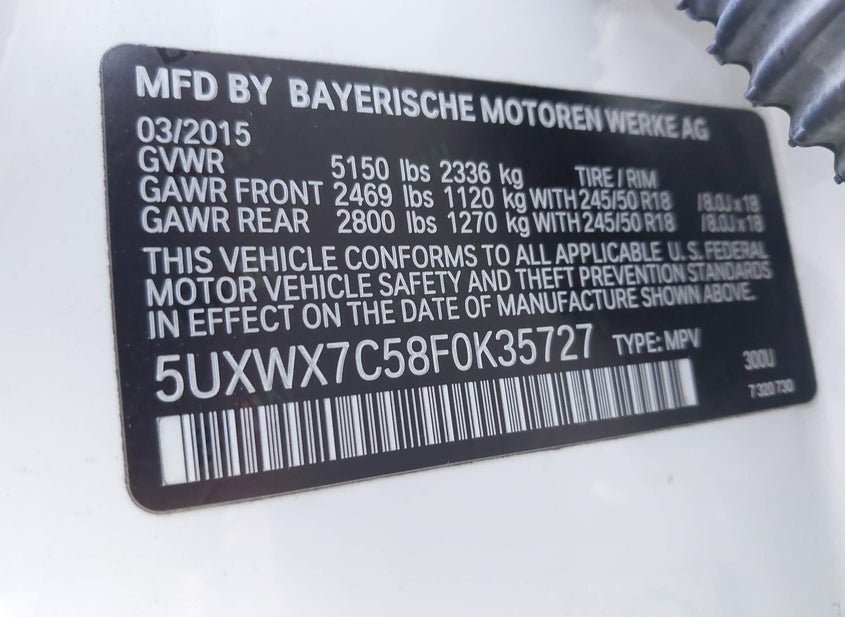 MFD BY BAYERISCHE MOTOREN WERKE AG
03/2015
GVWR 5150 lbs 2336 kg TIRE / RIM
GAWR FRONT 2469 lbs 1120 kg WITH 245/50 R18 /8.0J x 18
GAWR REAR 2800 lbs 1270 kg WITH 245/50 R18 /8.0J x 18
THIS VEHICLE CONFORMS TO ALL APPLICABLE U.S. FEDERAL
MOTOR VEHICLE SAFETY AND THEFT PREVENTION STANDARDS
IN EFFECT ON THE DATE OF MANUFACTURE SHOWN ABOVE.
5UXWX7C58F0K35727 TYPE: MPV
300U
7 320 730